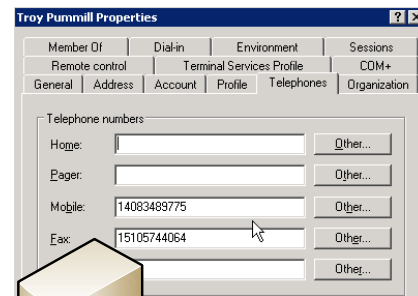 Troy Pummill Properties ? X
Member Of Dial-in Environment Sessions
Remote control Terminal Services Profile COM+
General Address Account Profile Telephones Organization
Telephone numbers
Home: Other...
Pager: Other...
Mobile: 14083489775 Other...
Fax: 15105744064 Other...
Other...